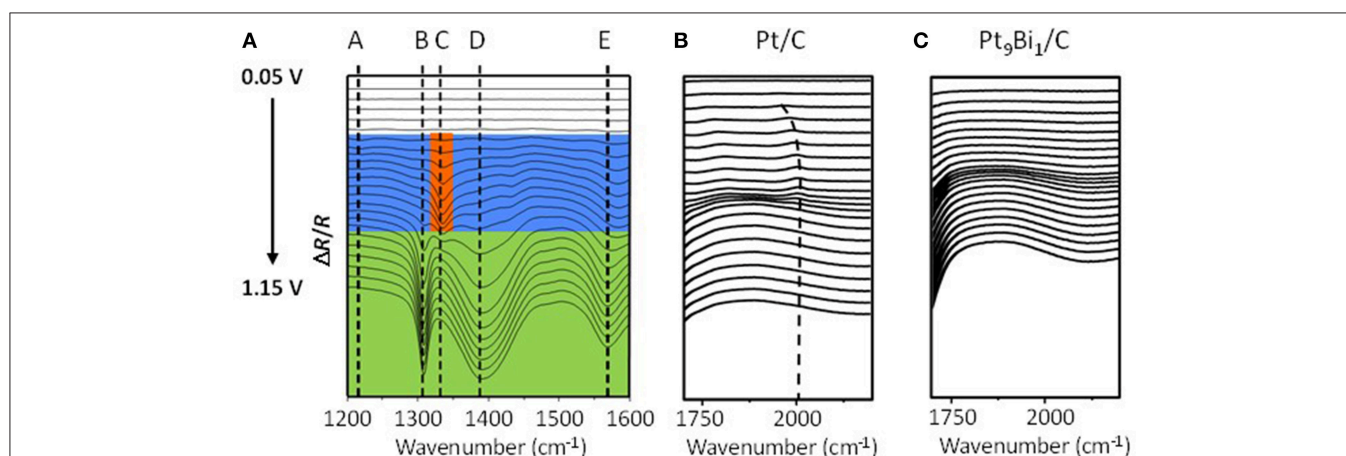 A
A B C D E
0.05 V
1.15 V
ΔR/R
1200 1300 1400 1500 1600
Wavenumber (cm⁻¹)
B
Pt/C
1750 2000
Wavenumber (cm⁻¹)
C
Pt₉Bi₁/C
1750 2000
Wavenumber (cm⁻¹)